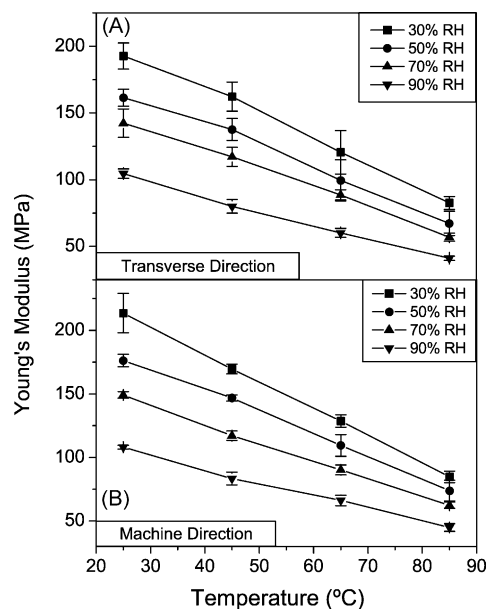 (A)
30% RH
50% RH
70% RH
90% RH
200
150
100
50
Transverse Direction
Young's Modulus (MPa)
30% RH
50% RH
70% RH
90% RH
200
150
100
50
(B)
Machine Direction
20 30 40 50 60 70 80 90
Temperature (ºC)